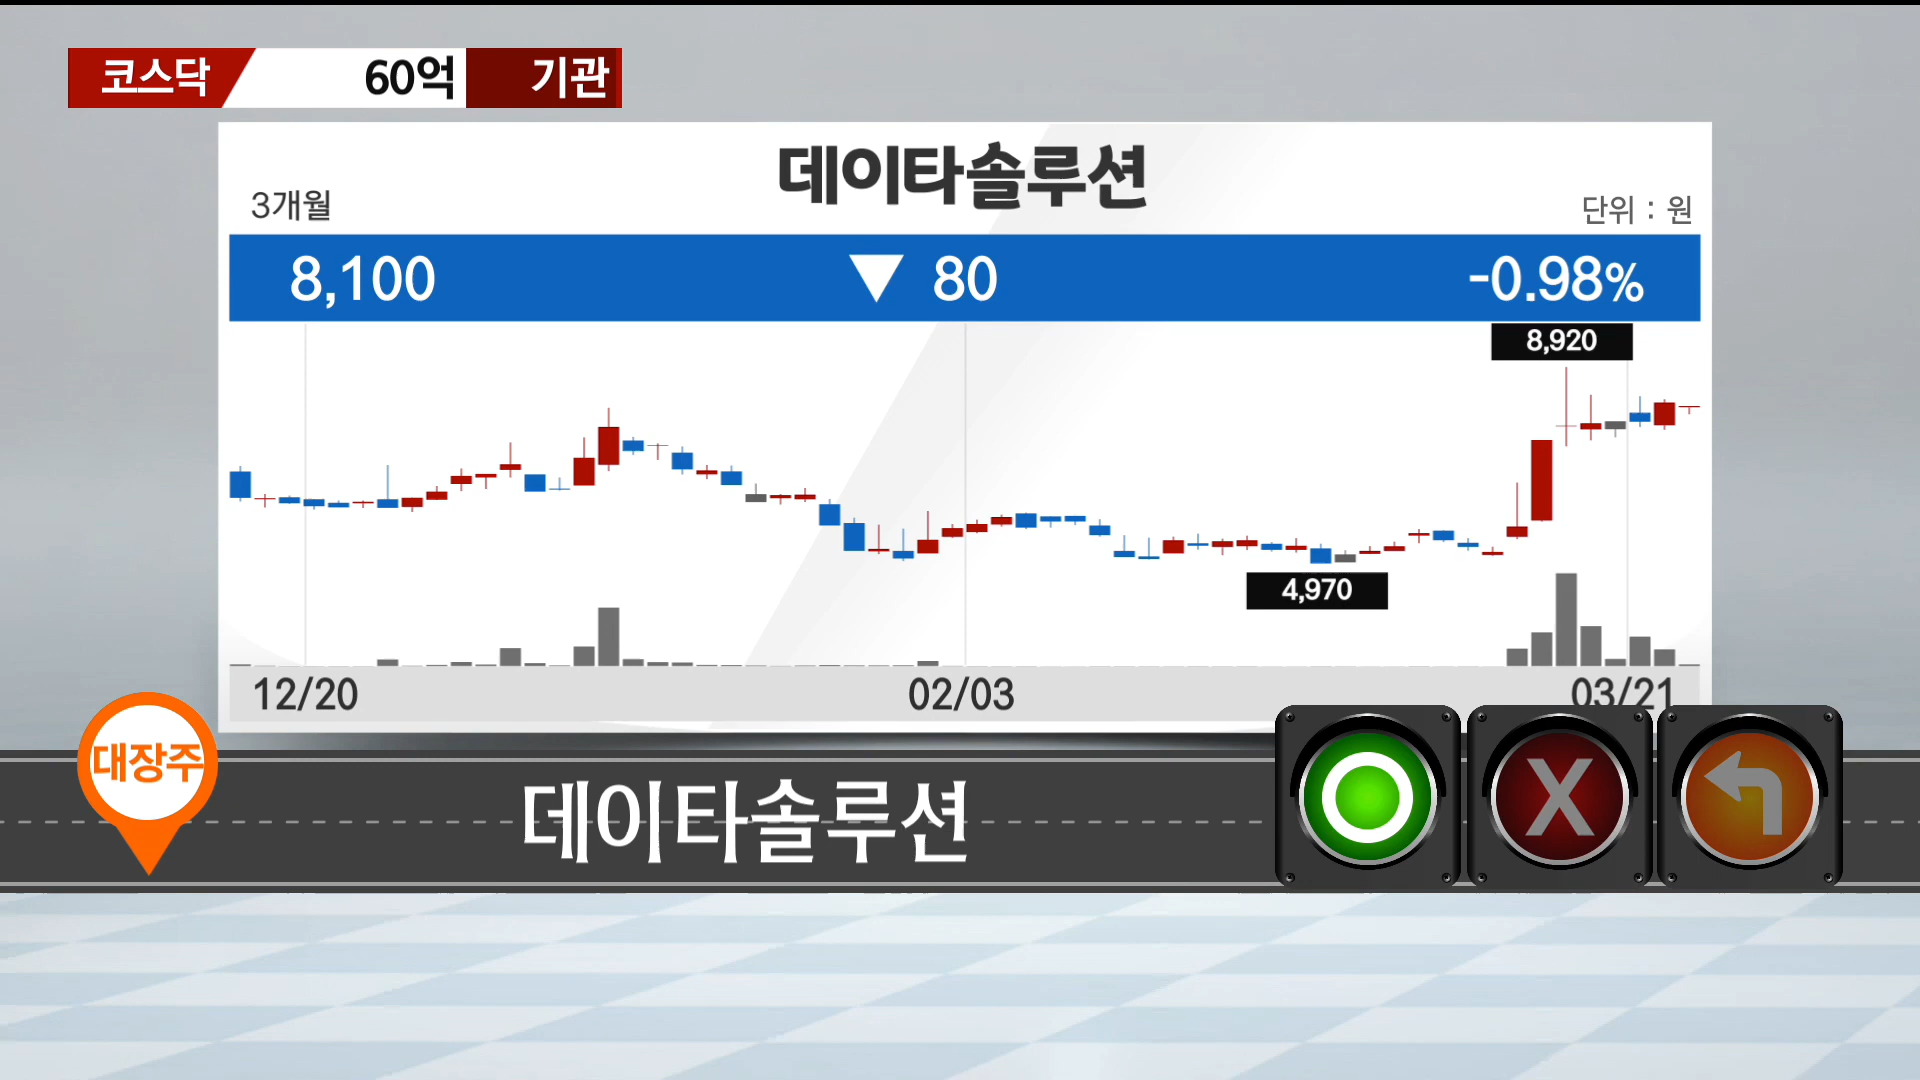 코스닥 60억 기관
데이타솔루션
3개월
단위 : 원
8,100 ▼ 80 -0.98%
8,920
4,970
12/20 02/03 03/21
대장주
데이타솔루션
X